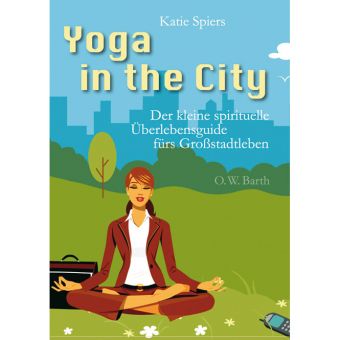 Katie Spiers
Yoga
in the City
Der kleine spirituelle
Überlebensguide
fürs Großstadtleben
O. W. Barth